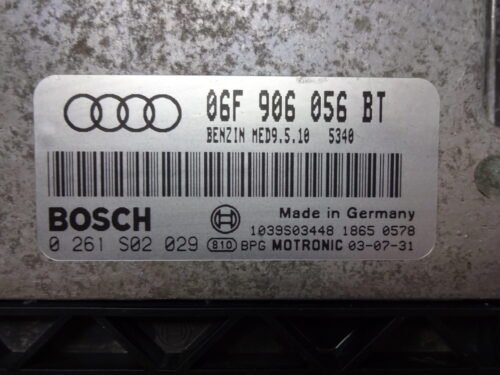 06F 906 056 BT
BENZIN MED9.5.10 5340
BOSCH
Made in Germany
1039S03448 1865 0578
0 261 S02 029 810 BPG MOTRONIC 03-07-31